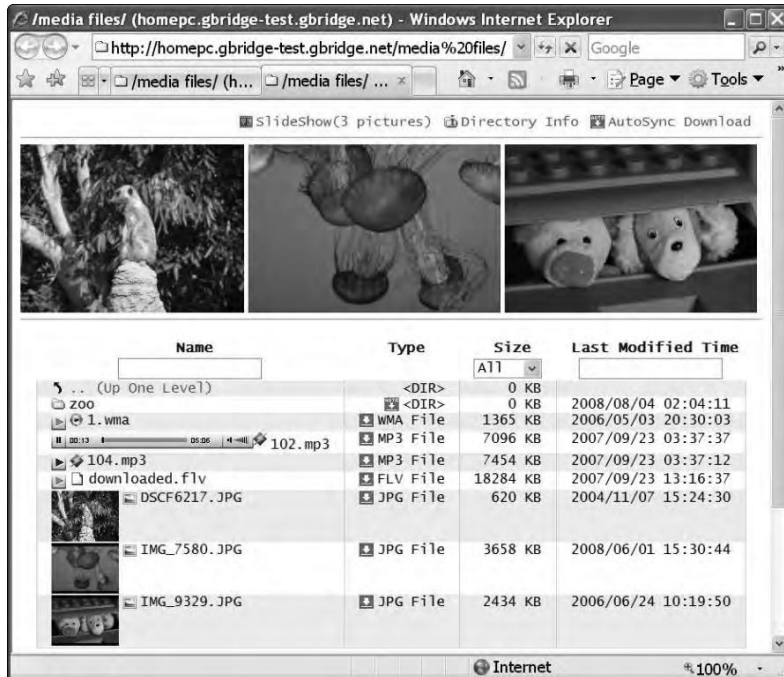 /media files/ (homepc.gbridge-test.gbridge.net) - Windows Internet Explorer
http://homepc.gbridge-test.gbridge.net/media%20files/ Google
/media files/ (h... /media files/ ... × Page Tools »
SlideShow(3 pictures) Directory Info AutoSync Download
Name Type Size Last Modified Time
All
.. (Up One Level) <DIR> 0 KB
zoo <DIR> 0 KB 2008/08/04 02:04:11
1.wma WMA File 1365 KB 2006/05/03 20:30:03
00:13 05:06 102.mp3 MP3 File 7096 KB 2007/09/23 03:37:37
104.mp3 MP3 File 7454 KB 2007/09/23 03:37:12
downloaded.flv FLV File 18284 KB 2007/09/23 13:16:37
DSCF6217.JPG JPG File 620 KB 2004/11/07 15:24:30
IMG_7580.JPG JPG File 3658 KB 2008/06/01 15:30:44
IMG_9329.JPG JPG File 2434 KB 2006/06/24 10:19:50
Internet 100%